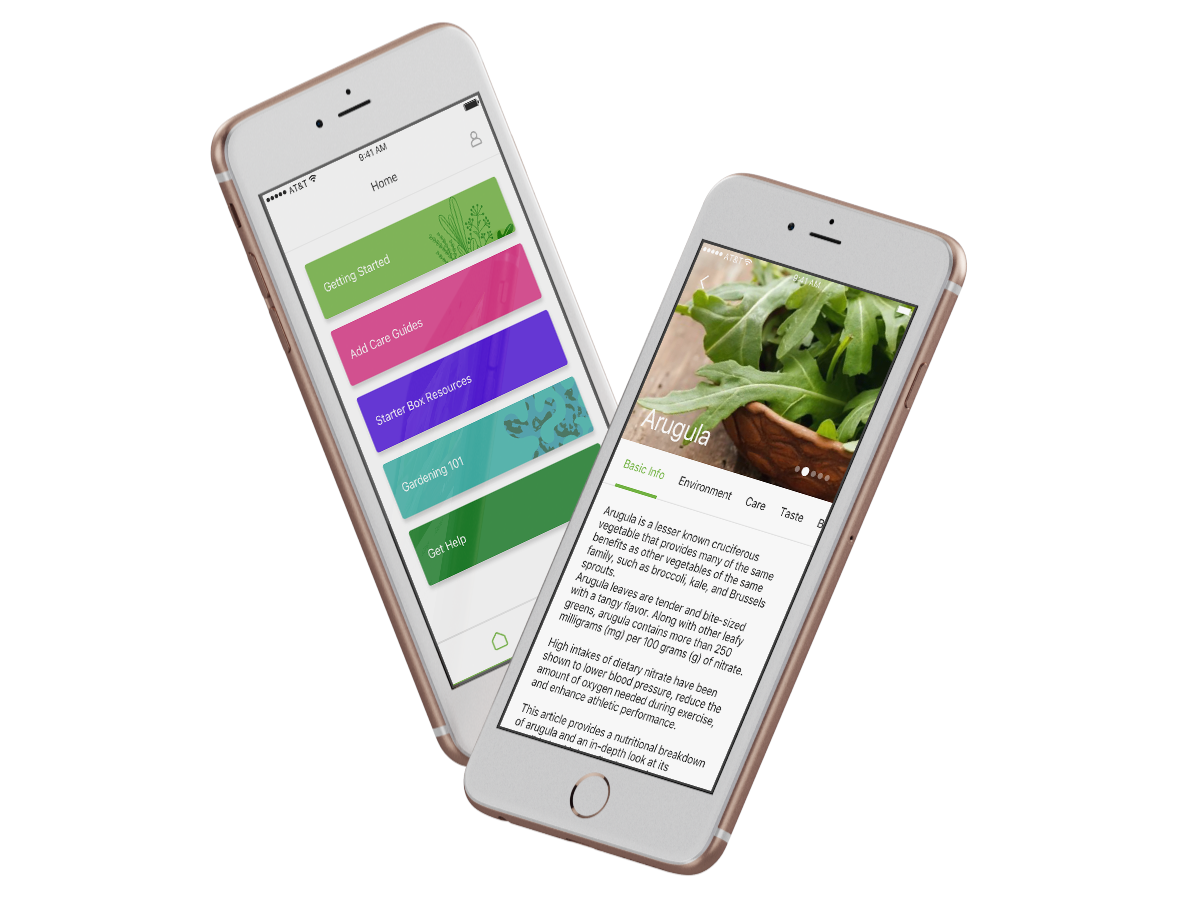 AT&T
9:41 AM
Home
Getting Started
Add Care Guides
Starter Box Resources
Gardening 101
Get Help
AT&T
9:41 AM
Arugula
Basic Info Environment Care Taste B
Arugula is a lesser known cruciferous
vegetable that provides many of the same
benefits as other vegetables of the same
family, such as broccoli, kale, and Brussels
sprouts.
Arugula leaves are tender and bite-sized
with a tangy flavor. Along with other leafy
greens, arugula contains more than 250
milligrams (mg) per 100 grams (g) of nitrate.
High intakes of dietary nitrate have been
shown to lower blood pressure, reduce the
amount of oxygen needed during exercise,
and enhance athletic performance.
This article provides a nutritional breakdown
of arugula and an in-depth look at its